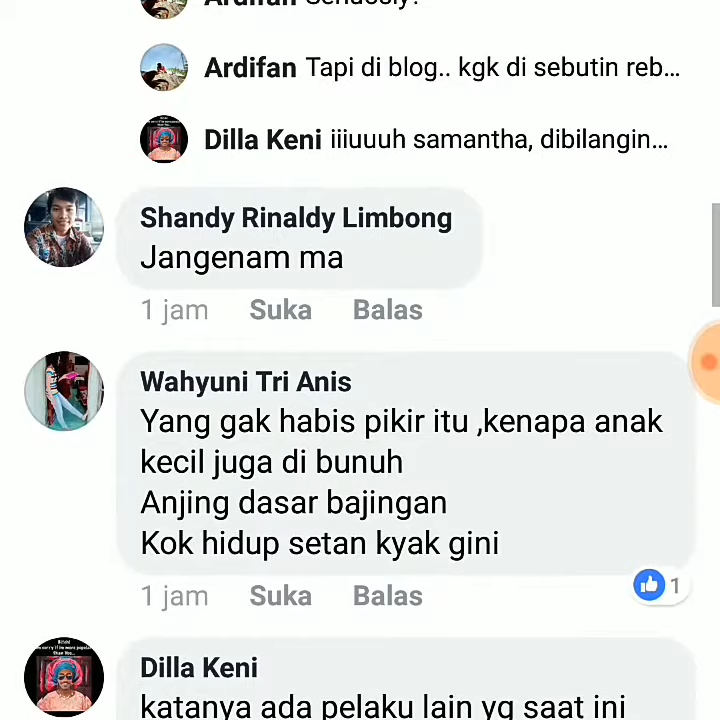 Ardifan Seriuosly?
Ardifan Tapi di blog.. kgk di sebutin reb...
Dilla Keni iiiuuuh samantha, dibilangin...
Shandy Rinaldy Limbong
Jangenam ma
1 jam Suka Balas
Wahyuni Tri Anis
Yang gak habis pikir itu ,kenapa anak
kecil juga di bunuh
Anjing dasar bajingan
Kok hidup setan kyak gini
1 jam Suka Balas 1
Dilla Keni
katanya ada pelaku lain yg saat ini